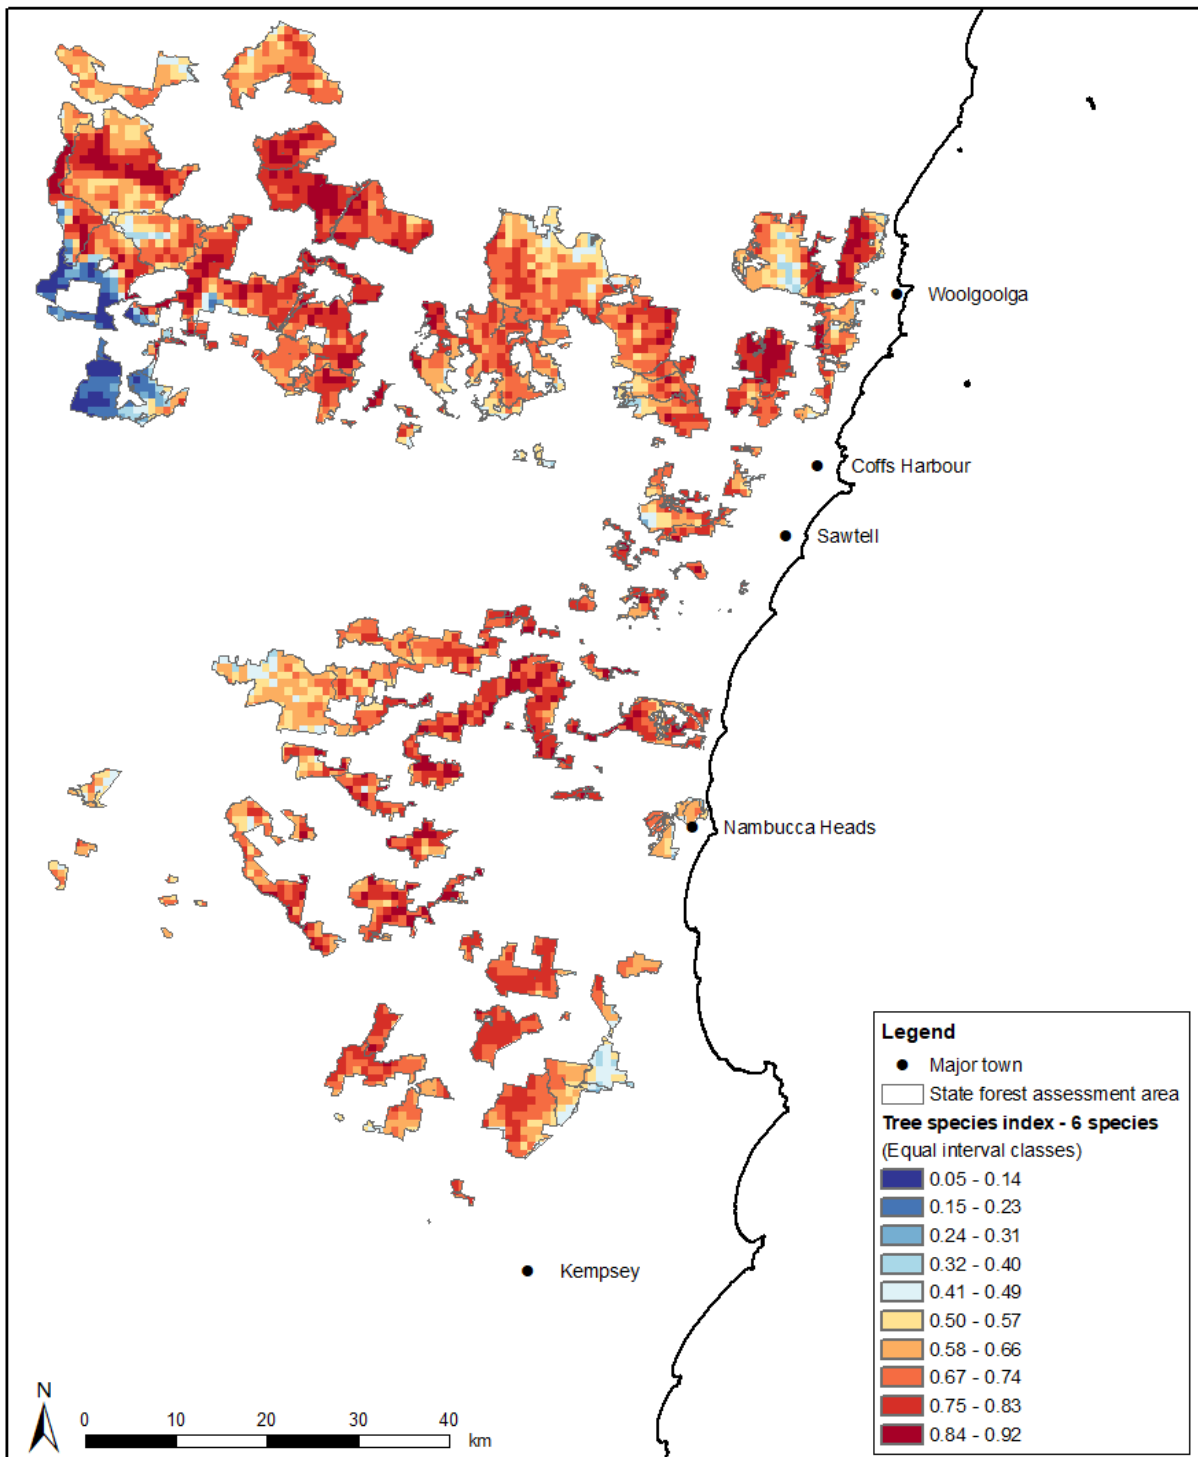 Woolgoolga
Coffs Harbour
Sawtell
Nambucca Heads
Kempsey
Legend
Major town
State forest assessment area
Tree species index - 6 species
(Equal interval classes)
0.05 - 0.14
0.15 - 0.23
0.24 - 0.31
0.32 - 0.40
0.41 - 0.49
0.50 - 0.57
0.58 - 0.66
0.67 - 0.74
0.75 - 0.83
0.84 - 0.92
N
0 10 20 30 40
km